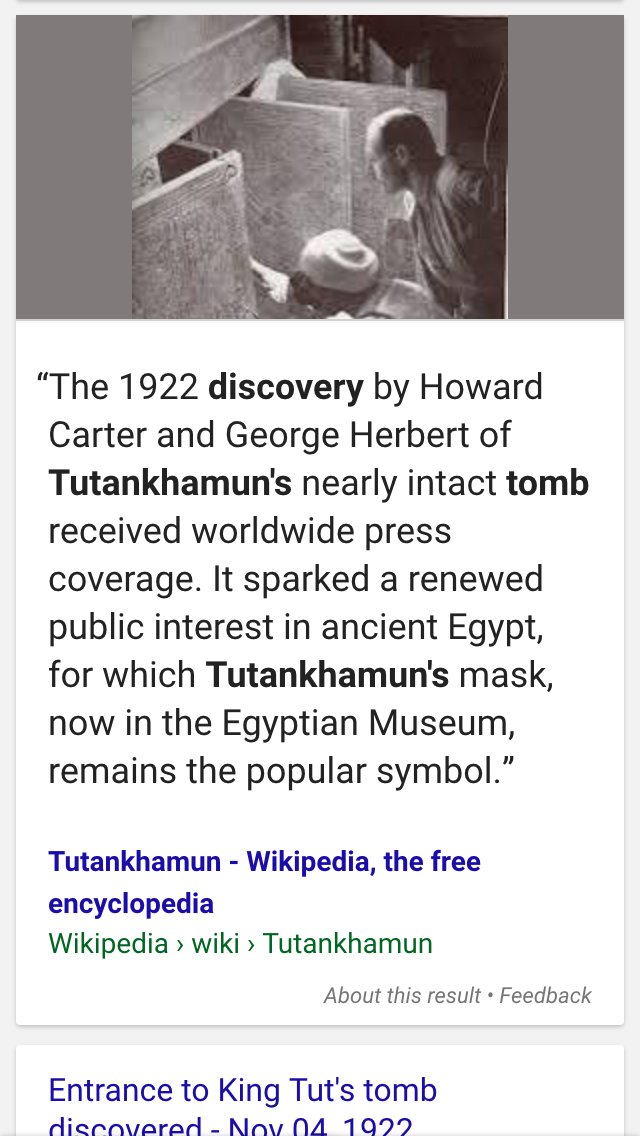 “The 1922 discovery by Howard
Carter and George Herbert of
Tutankhamun's nearly intact tomb
received worldwide press
coverage. It sparked a renewed
public interest in ancient Egypt,
for which Tutankhamun's mask,
now in the Egyptian Museum,
remains the popular symbol.”
Tutankhamun - Wikipedia, the free
encyclopedia
Wikipedia › wiki › Tutankhamun
About this result • Feedback
Entrance to King Tut's tomb
discovered - Nov 04, 1922